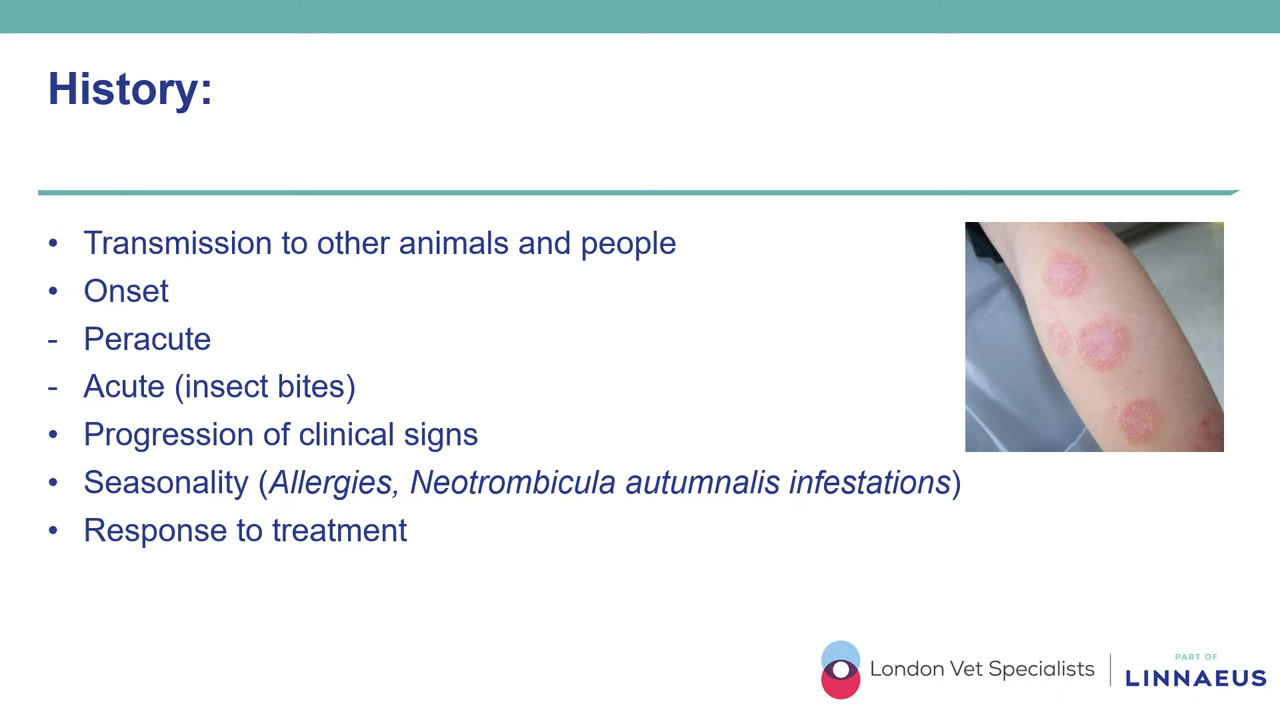 History:
• Transmission to other animals and people
• Onset
- Peracute
- Acute (insect bites)
• Progression of clinical signs
• Seasonality (Allergies, Neotrombicula autumnalis infestations)
• Response to treatment
London Vet Specialists
PART OF
LINNAEUS